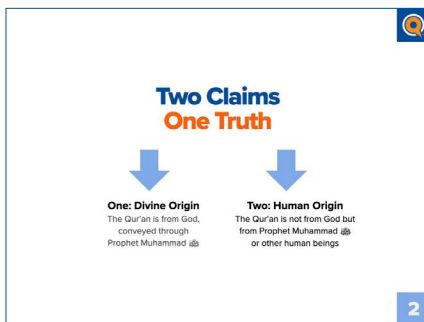 Two Claims
One Truth
One: Divine Origin
The Qur'an is from God,
conveyed through
Prophet Muhammad ﷺ
Two: Human Origin
The Qur'an is not from God but
from Prophet Muhammad ﷺ
or other human beings
2